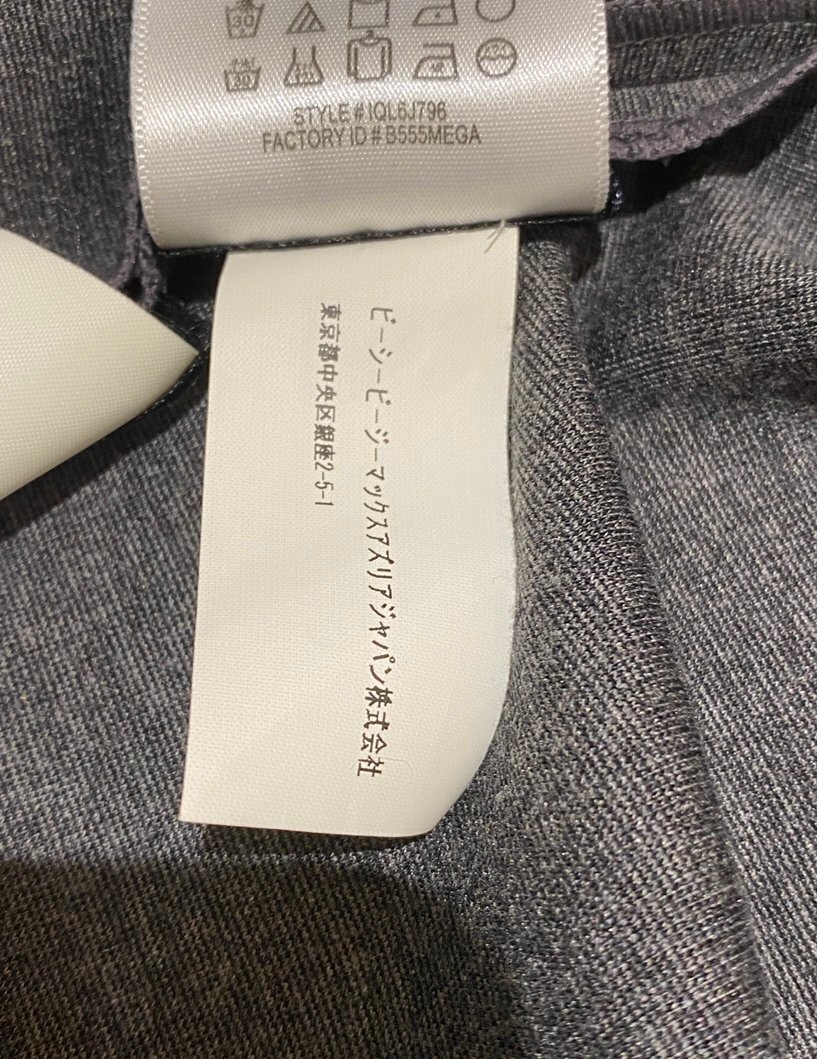 STYLE # IQL6J796
FACTORY ID # B555MEGA
ビーシービージーマックスアズリアジャパン株式会社
東京都中央区銀座2-5-1